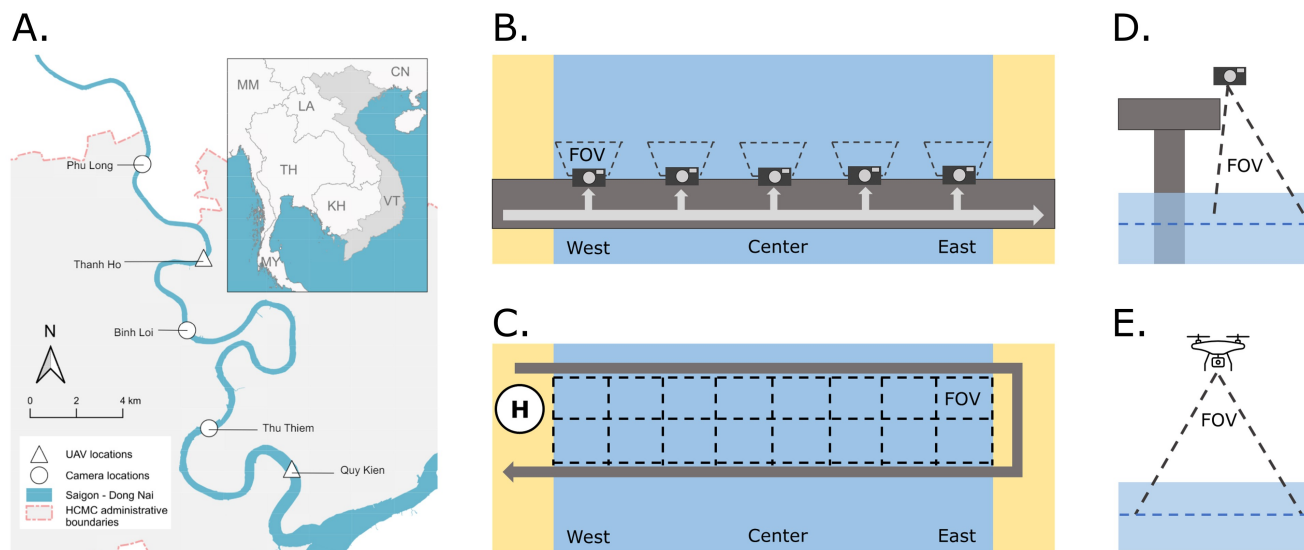 A.
CN
MM
LA
TH
KH
VT
MY
Phu Long
Thanh Ho
Binh Loi
Thu Thiem
Quy Kien
N
0 2 4 km
UAV locations
Camera locations
Saigon - Dong Nai
HCMC administrative
boundaries
B.
FOV
West Center East
C.
H
FOV
West Center East
D.
FOV
E.
FOV